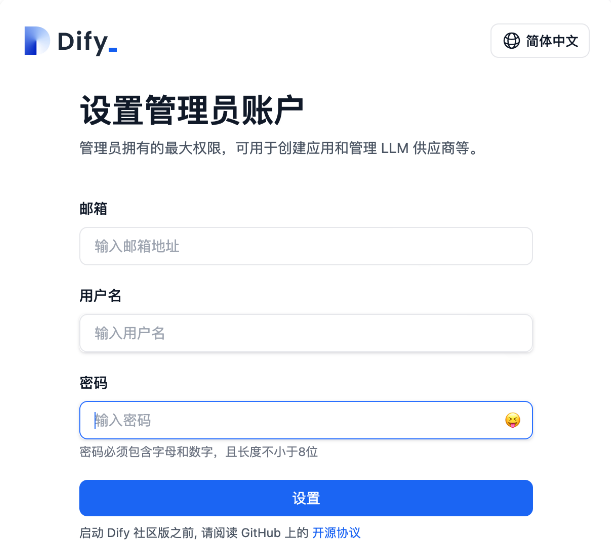 Dify_
简体中文
设置管理员账户
管理员拥有的最大权限，可用于创建应用和管理 LLM 供应商等。
邮箱
输入邮箱地址
用户名
输入用户名
密码
输入密码
密码必须包含字母和数字，且长度不小于8位
设置
启动 Dify 社区版之前, 请阅读 GitHub 上的 开源协议